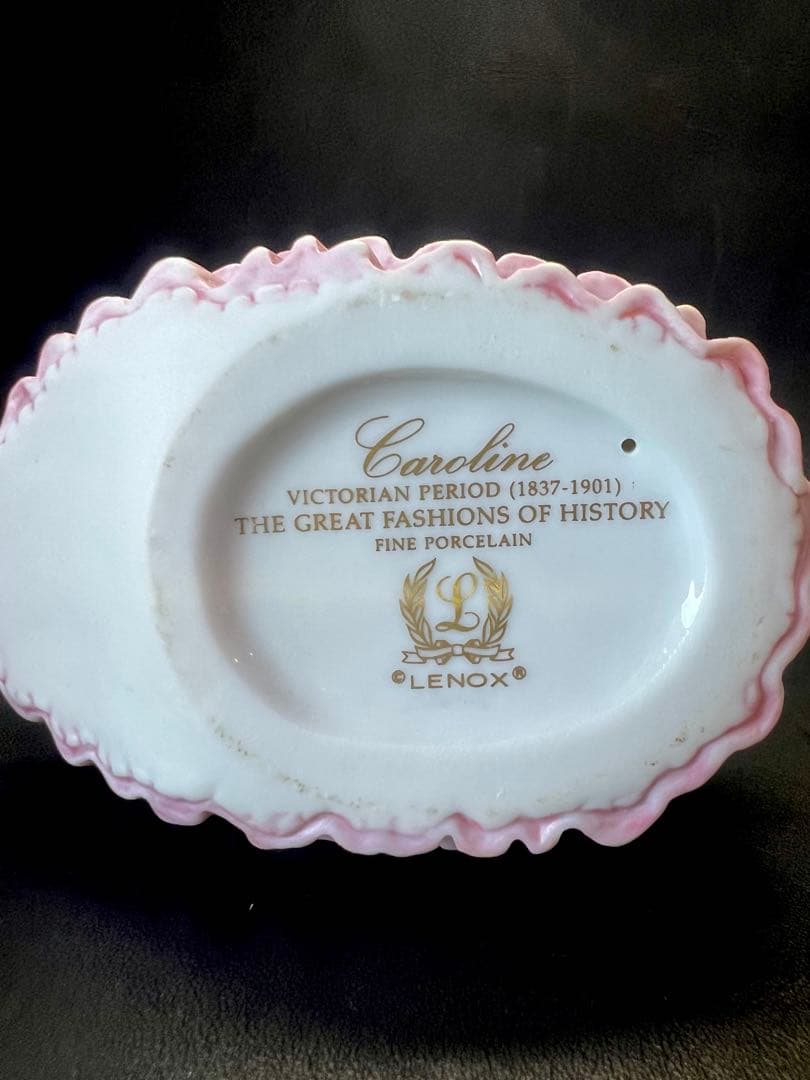 Caroline
VICTORIAN PERIOD (1837-1901)
THE GREAT FASHIONS OF HISTORY
FINE PORCELAIN
L
©LENOX®